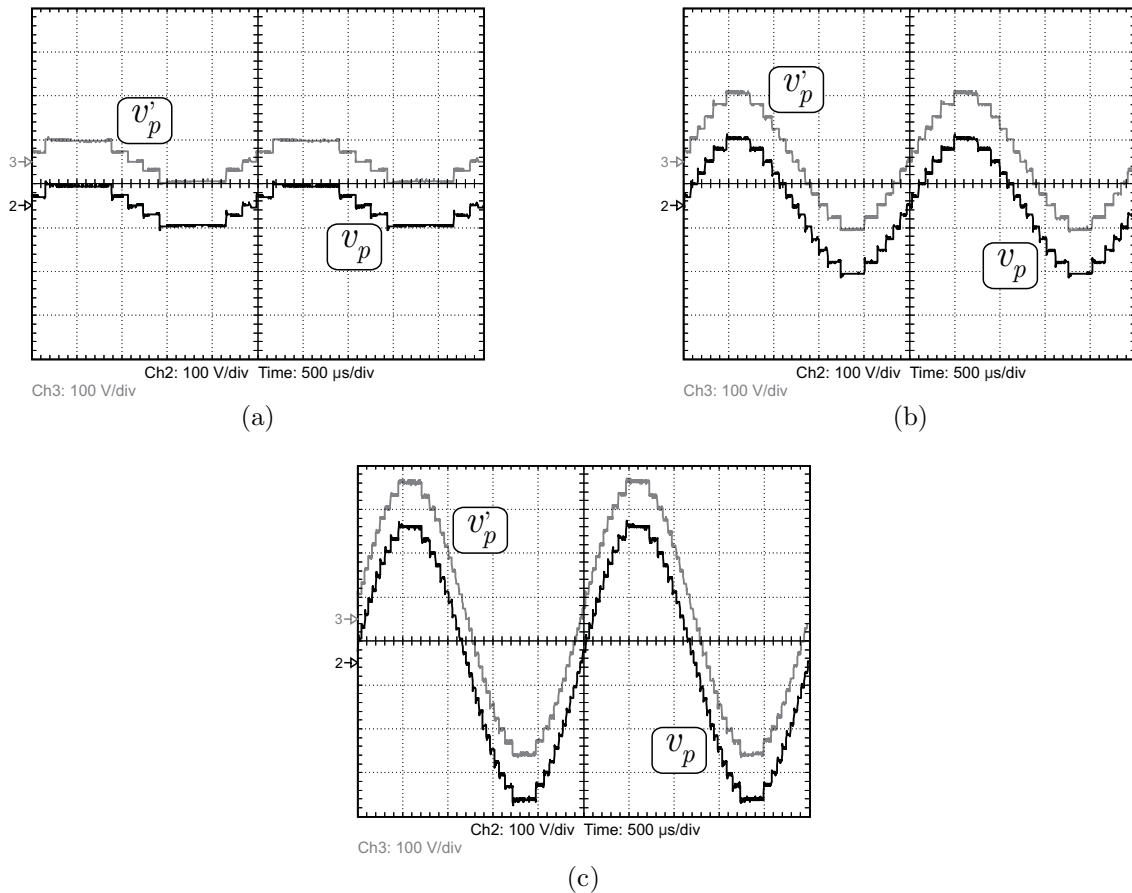 v'p
3
2
vp
Ch2: 100 V/div Time: 500 µs/div
Ch3: 100 V/div
(a)
v'p
3
2
vp
Ch2: 100 V/div Time: 500 µs/div
Ch3: 100 V/div
(b)
v'p
3
2
vp
Ch2: 100 V/div Time: 500 µs/div
Ch3: 100 V/div
(c)